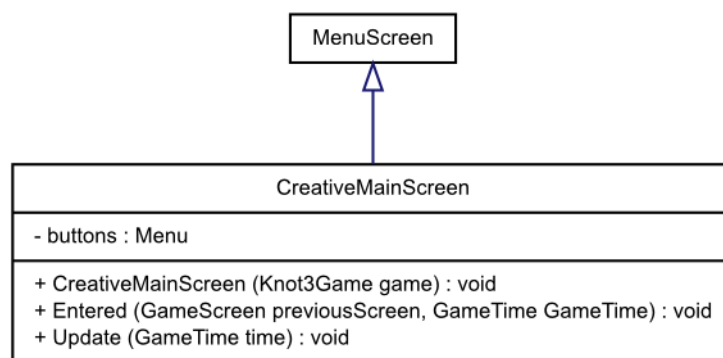 MenuScreen
CreativeMainScreen
- buttons : Menu
+ CreativeMainScreen (Knot3Game game) : void
+ Entered (GameScreen previousScreen, GameTime GameTime) : void
+ Update (GameTime time) : void